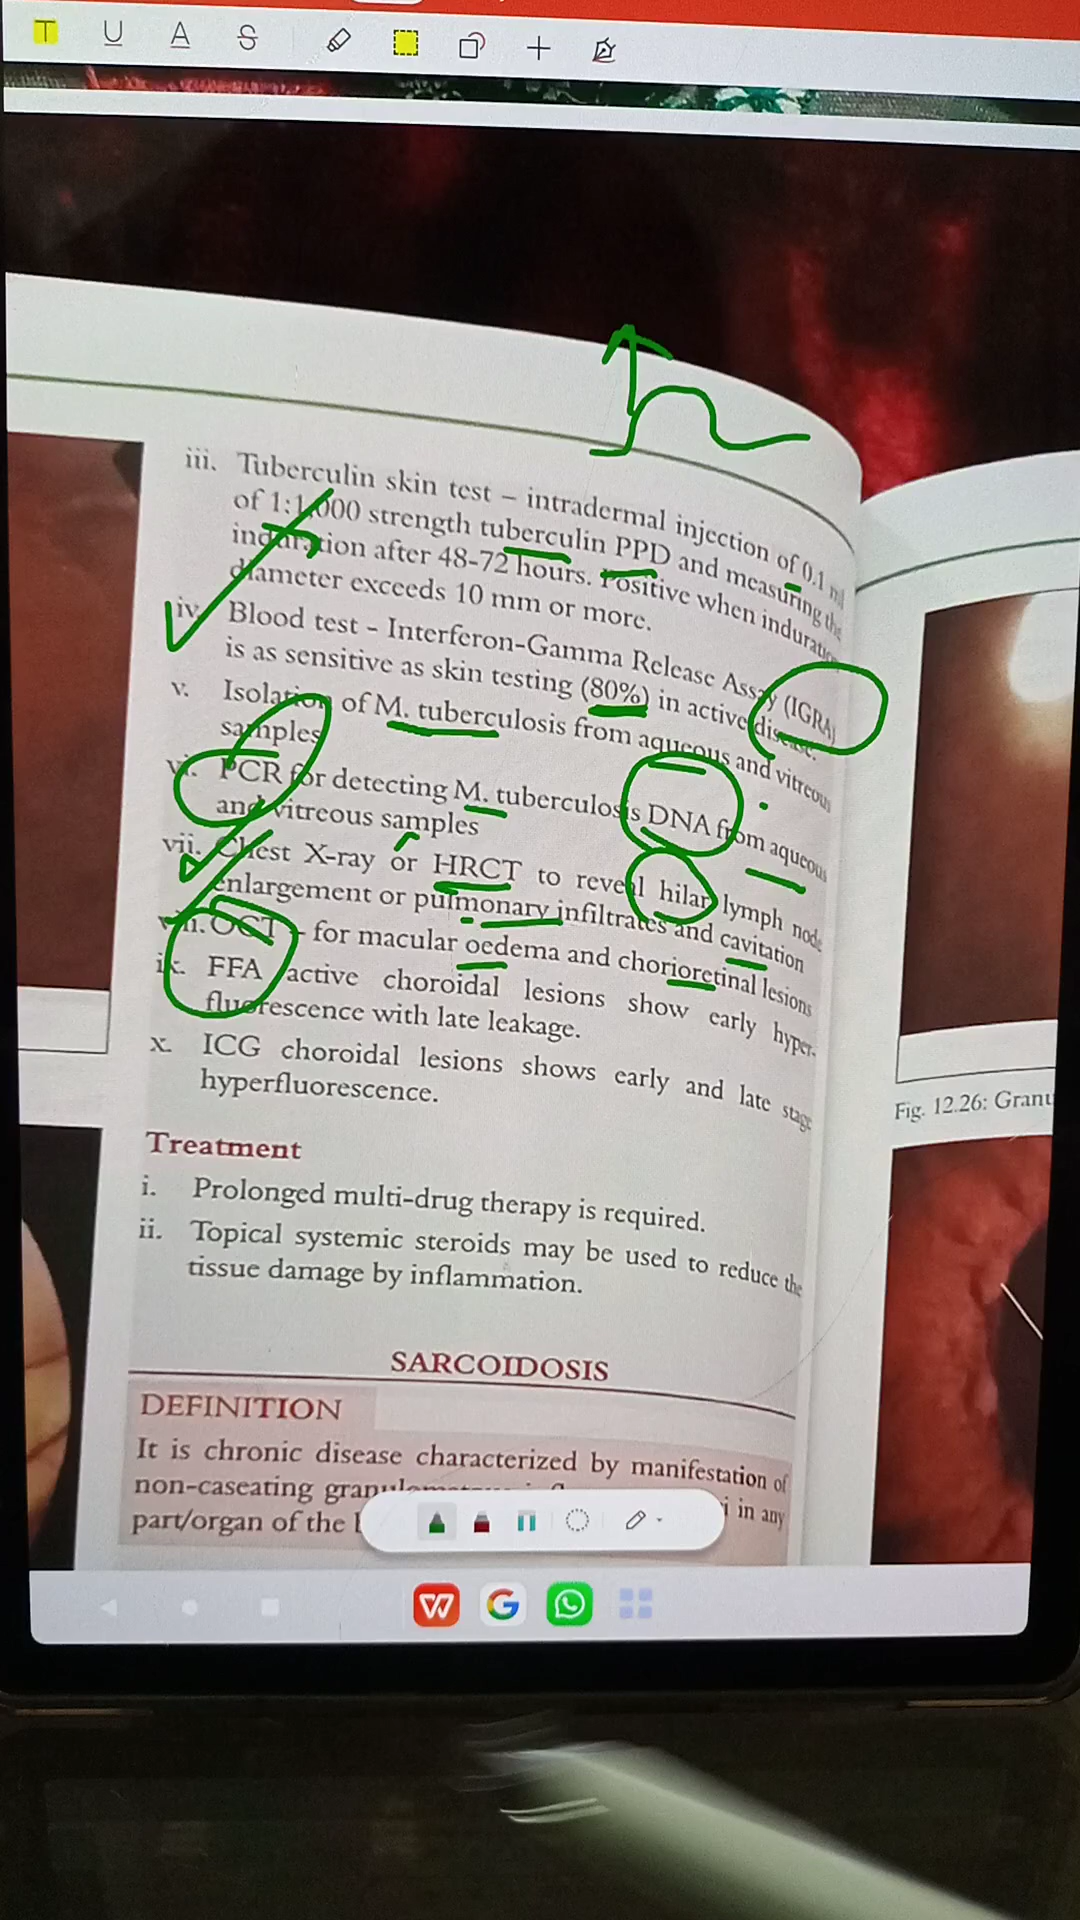 iii. Tuberculin skin test – intradermal injection of 0.1 ml
of 1:1,000 strength tuberculin PPD and measuring the
induration after 48-72 hours. Positive when induration
diameter exceeds 10 mm or more.
iv. Blood test - Interferon-Gamma Release Assay (IGRA)
is as sensitive as skin testing (80%) in active disease.
v. Isolation of M. tuberculosis from aqueous and vitreous
samples
vi. PCR for detecting M. tuberculosis DNA from aqueous
and vitreous samples
vii. Chest X-ray or HRCT to reveal hilar lymph node
enlargement or pulmonary infiltrates and cavitation
viii. OCT – for macular oedema and chorioretinal lesions
ix. FFA active choroidal lesions show early hyper-
fluorescence with late leakage.
x. ICG choroidal lesions shows early and late stage
hyperfluorescence.
Treatment
i. Prolonged multi-drug therapy is required.
ii. Topical systemic steroids may be used to reduce the
tissue damage by inflammation.
SARCOIDOSIS
DEFINITION
It is chronic disease characterized by manifestation of
non-caseating in any
part/organ of the
Fig. 12.26: